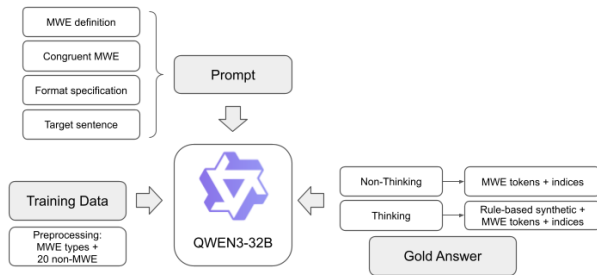 MWE definition
Congruent MWE
Format specification
Target sentence
Prompt
Training Data
Preprocessing:
MWE types +
20 non-MWE
QWEN3-32B
Non-Thinking
MWE tokens + indices
Thinking
Rule-based synthetic +
MWE tokens + indices
Gold Answer